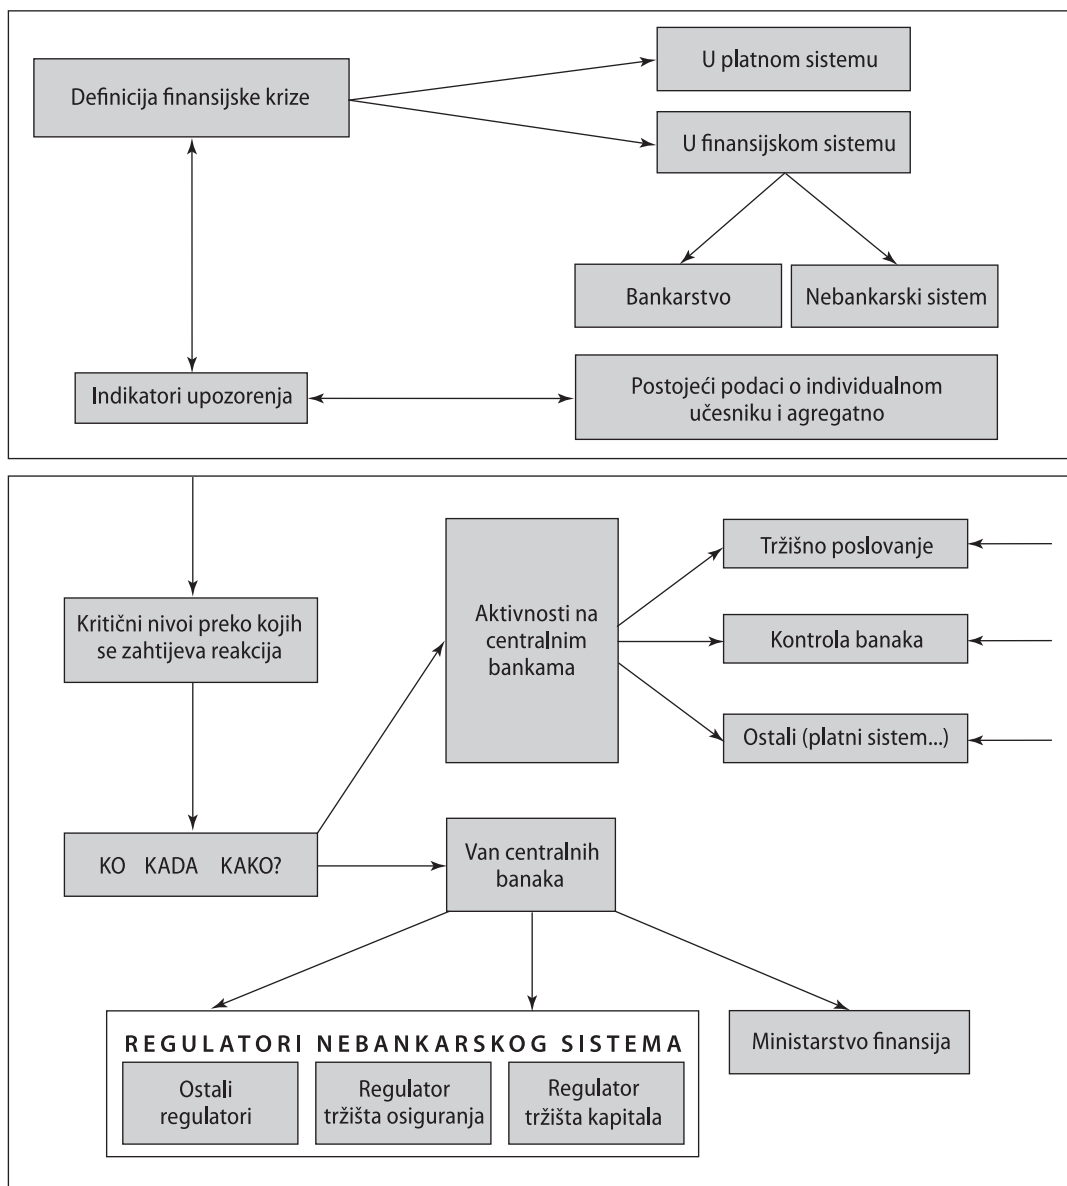 Definicija finansijske krize
U platnom sistemu
U finansijskom sistemu
Bankarstvo
Nebankarski sistem
Indikatori upozorenja
Postojeći podaci o individualnom
učesniku i agregatno
Kritični nivoi preko kojih
se zahtijeva reakcija
Aktivnosti na
centralnim
bankama
Tržišno poslovanje
Kontrola banaka
Ostali (platni sistem...)
KO KADA KAKO?
Van centralnih
banaka
REGULATORI NEBANKARSKOG SISTEMA
Ostali
regulatori
Regulator
tržišta osiguranja
Regulator
tržišta kapitala
Ministarstvo finansija